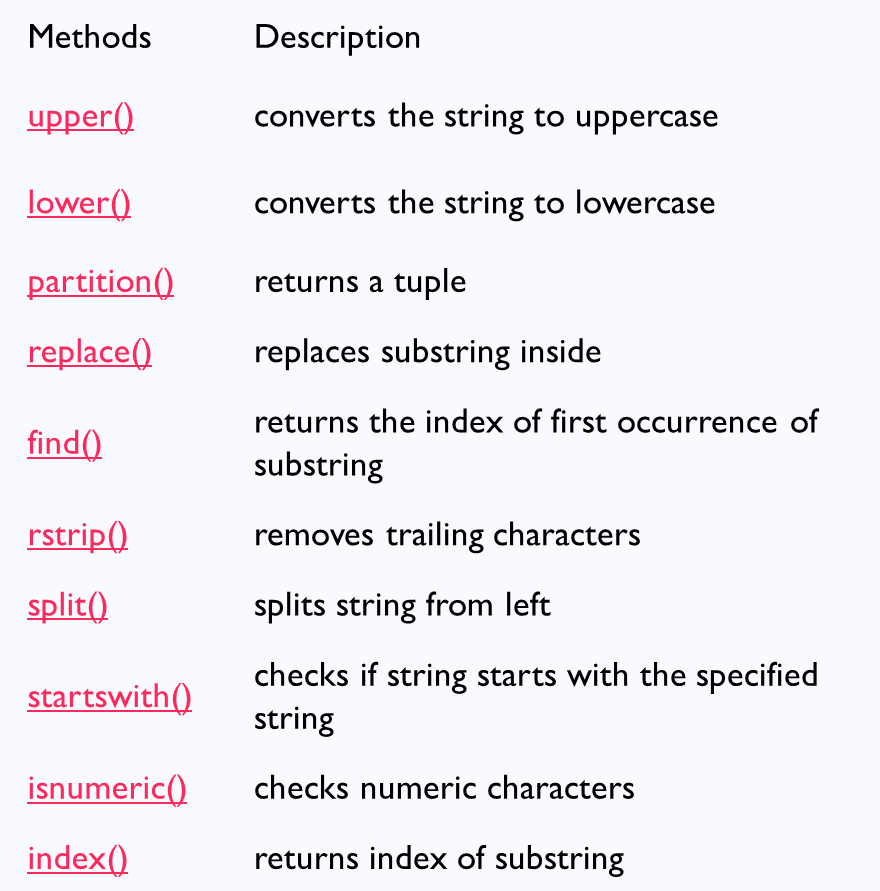 Methods Description
upper() converts the string to uppercase
lower() converts the string to lowercase
partition() returns a tuple
replace() replaces substring inside
find() returns the index of first occurrence of
substring
rstrip() removes trailing characters
split() splits string from left
startswith() checks if string starts with the specified
string
isnumeric() checks numeric characters
index() returns index of substring